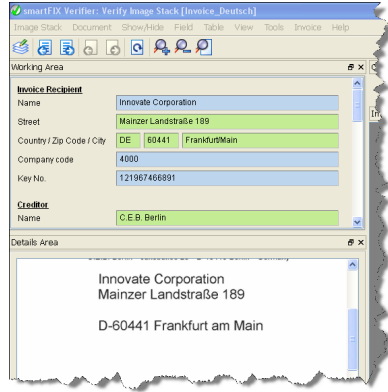 smartFIX Verifier: Verify Image Stack [Invoice_Deutsch]
Image Stack Document Show/Hide Field Table View Tools Invoice Help
Working Area
Invoice Recipient
Name Innovate Corporation
Street Mainzer Landstraße 189
Country / Zip Code / City DE 60441 Frankfurt/Main
Company code 4000
Key No. 121967466891
Creditor
Name C.E.B. Berlin
Details Area
Innovate Corporation
Mainzer Landstraße 189
D-60441 Frankfurt am Main